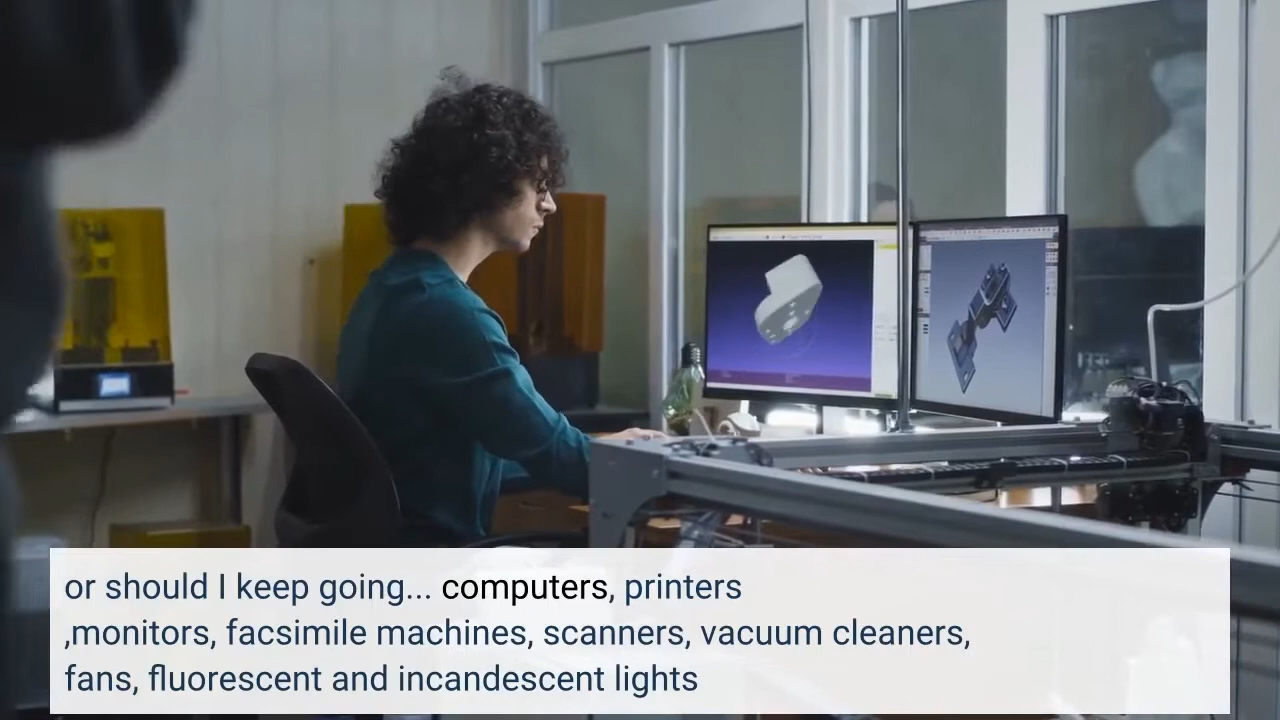 or should I keep going... computers, printers
,monitors, facsimile machines, scanners, vacuum cleaners,
fans, fluorescent and incandescent lights